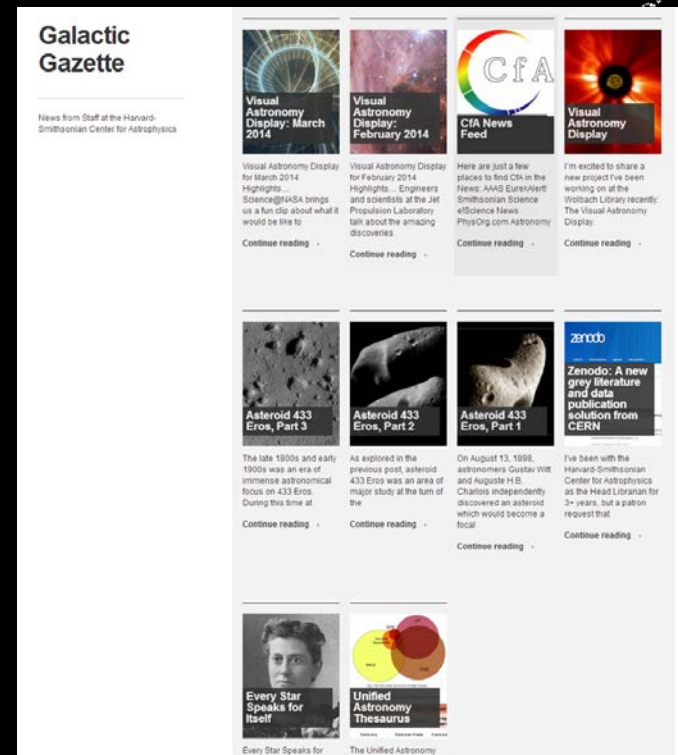 Galactic
Gazette
News from Staff at the Harvard-
Smithsonian Center for Astrophysics
Visual
Astronomy
Display: March
2014
Visual Astronomy Display
for March 2014
Highlights…
Science@NASA brings
us a fun clip about what it
would be like to
Continue reading
Visual
Astronomy
Display:
February 2014
Visual Astronomy Display
for February 2014
Highlights… Engineers
and scientists at the Jet
Propulsion Laboratory
talk about the amazing
discoveries
Continue reading
CfA
CfA News
Feed
Here are just a few
places to find CfA in the
News: AAAS EurekAlert!
Smithsonian Science
e!Science News
PhysOrg.com Astronomy
Continue reading
Visual
Astronomy
Display
I'm excited to share a
new project I've been
working on at the
Wolbach Library recently:
The Visual Astronomy
Display.
Continue reading
Asteroid 433
Eros, Part 3
The late 1800s and early
1900s was an era of
immense astronomical
focus on 433 Eros.
During this time at
Continue reading
Asteroid 433
Eros, Part 2
As explored in the
previous post, asteroid
433 Eros was an area of
major study at the turn of
the
Continue reading
Asteroid 433
Eros, Part 1
On August 13, 1898,
astronomers Gustav Witt
and Auguste H.B.
Charlois independently
discovered an asteroid
which would become a
focal
Continue reading
zenodo
Zenodo: A new
grey literature
and data
publication
solution from
CERN
I've been with the
Harvard-Smithsonian
Center for Astrophysics
as the Head Librarian for
3+ years, but a patron
request that
Continue reading
Every Star
Speaks for
Itself
Every Star Speaks for
Unified
Astronomy
Thesaurus
The Unified Astronomy